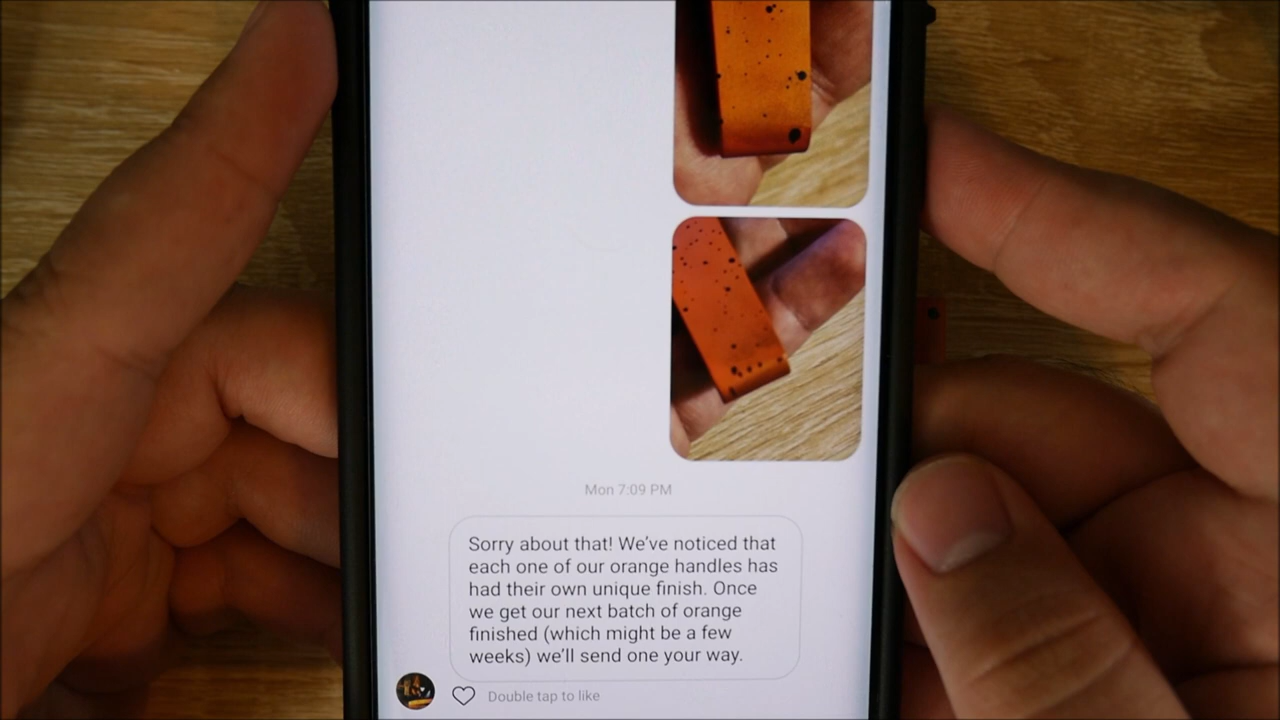 Mon 7:09 PM
Sorry about that! We've noticed that
each one of our orange handles has
had their own unique finish. Once
we get our next batch of orange
finished (which might be a few
weeks) we'll send one your way.
Double tap to like